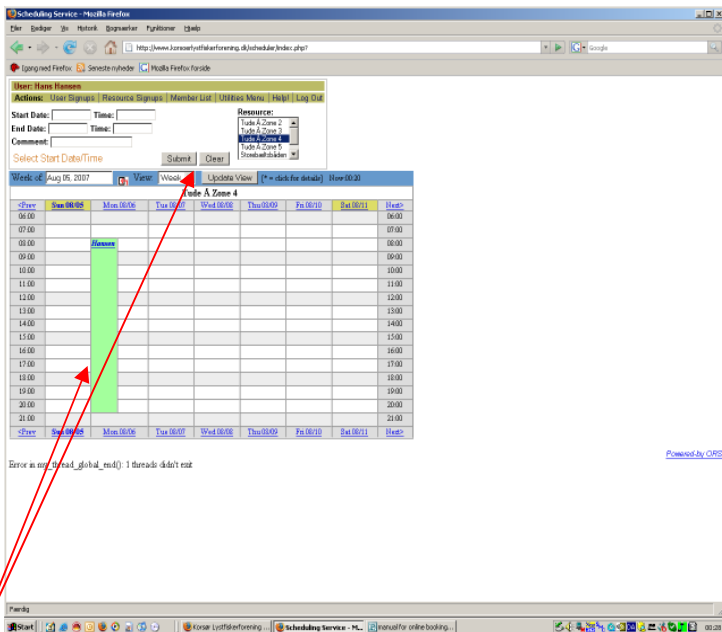 Scheduling Service - Mozilla Firefox
Filer Rediger Vis Historik Bogmærker Funktioner Hjælp
http://www.korsoerlystfiskerforening.dk/scheduler/index.php?
Google
Igang med Firefox Seneste nyheder Mozilla Firefox forside
User: Hans Hansen
Actions: User Signups | Resource Signups | Member List | Utilities Menu | Help! | Log Out
Start Date: Time: Resource:
End Date: Time:
Comment:
Tude Å Zone 2
Tude Å Zone 3
Tude Å Zone 4
Tude Å Zone 5
Storebæltsbåden
Select Start Date/Time Submit Clear
Week of: Aug 05, 2007 View: Week Update View [* = click for details] Now 00:20
Tude Å Zone 4
<Prev Sun 08/05 Mon 08/06 Tue 08/07 Wed 08/08 Thu 08/09 Fri 08/10 Sat 08/11 Next>
06:00 06:00
07:00 07:00
08:00 Hansen 08:00
09:00 09:00
10:00 10:00
11:00 11:00
12:00 12:00
13:00 13:00
14:00 14:00
15:00 15:00
16:00 16:00
17:00 17:00
18:00 18:00
19:00 19:00
20:00 20:00
21:00 21:00
<Prev Sun 08/05 Mon 08/06 Tue 08/07 Wed 08/08 Thu 08/09 Fri 08/10 Sat 08/11 Next>
Powered-by ORS
Error in my_thread_global_end(): 1 threads didn't exit
Færdig
Start Korsør Lystfiskerforening ... Scheduling Service - M... manual for online booking... 00:28